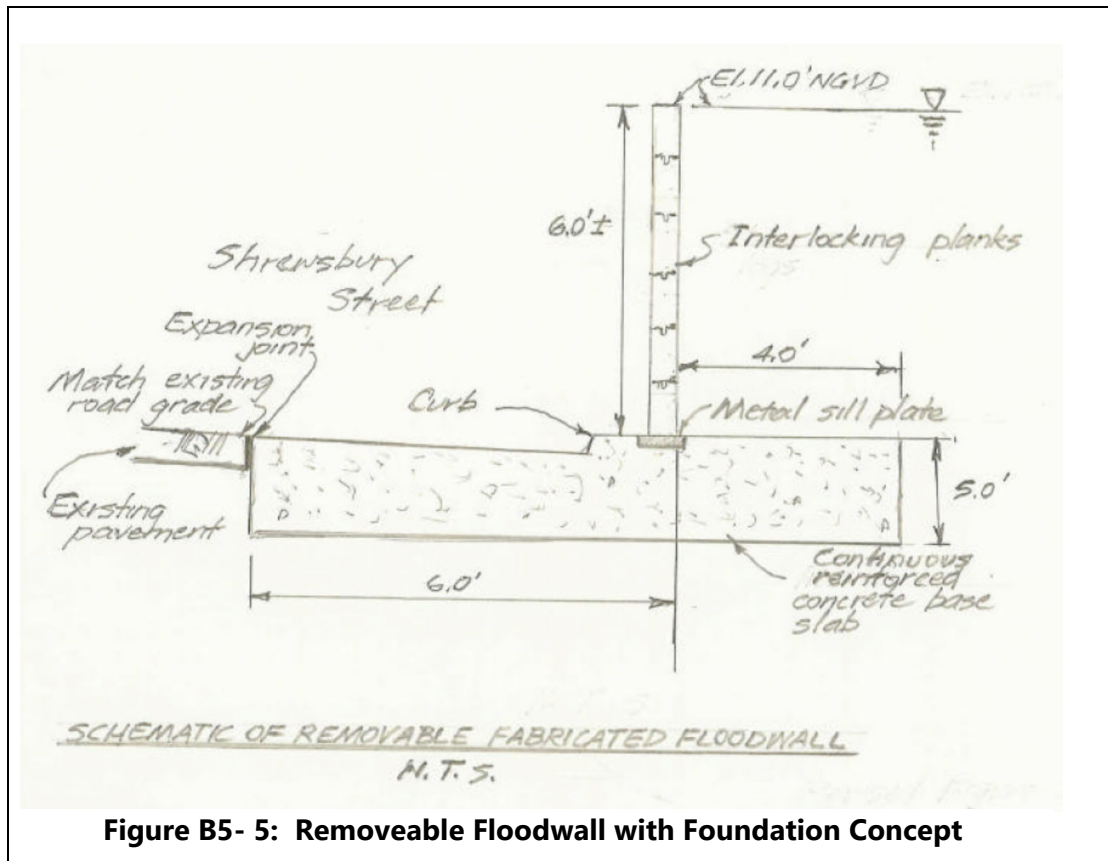 El.11.0' NGVD
6.0'±
Interlocking planks
Shrewsbury
Street
Expansion
joint
4.0'
Match existing
road grade
Curb
Metal sill plate
5.0'
Existing
pavement
Continuous
reinforced
concrete base
slab
6.0'
SCHEMATIC OF REMOVABLE FABRICATED FLOODWALL
N.T.S.
Figure B5- 5: Removeable Floodwall with Foundation Concept